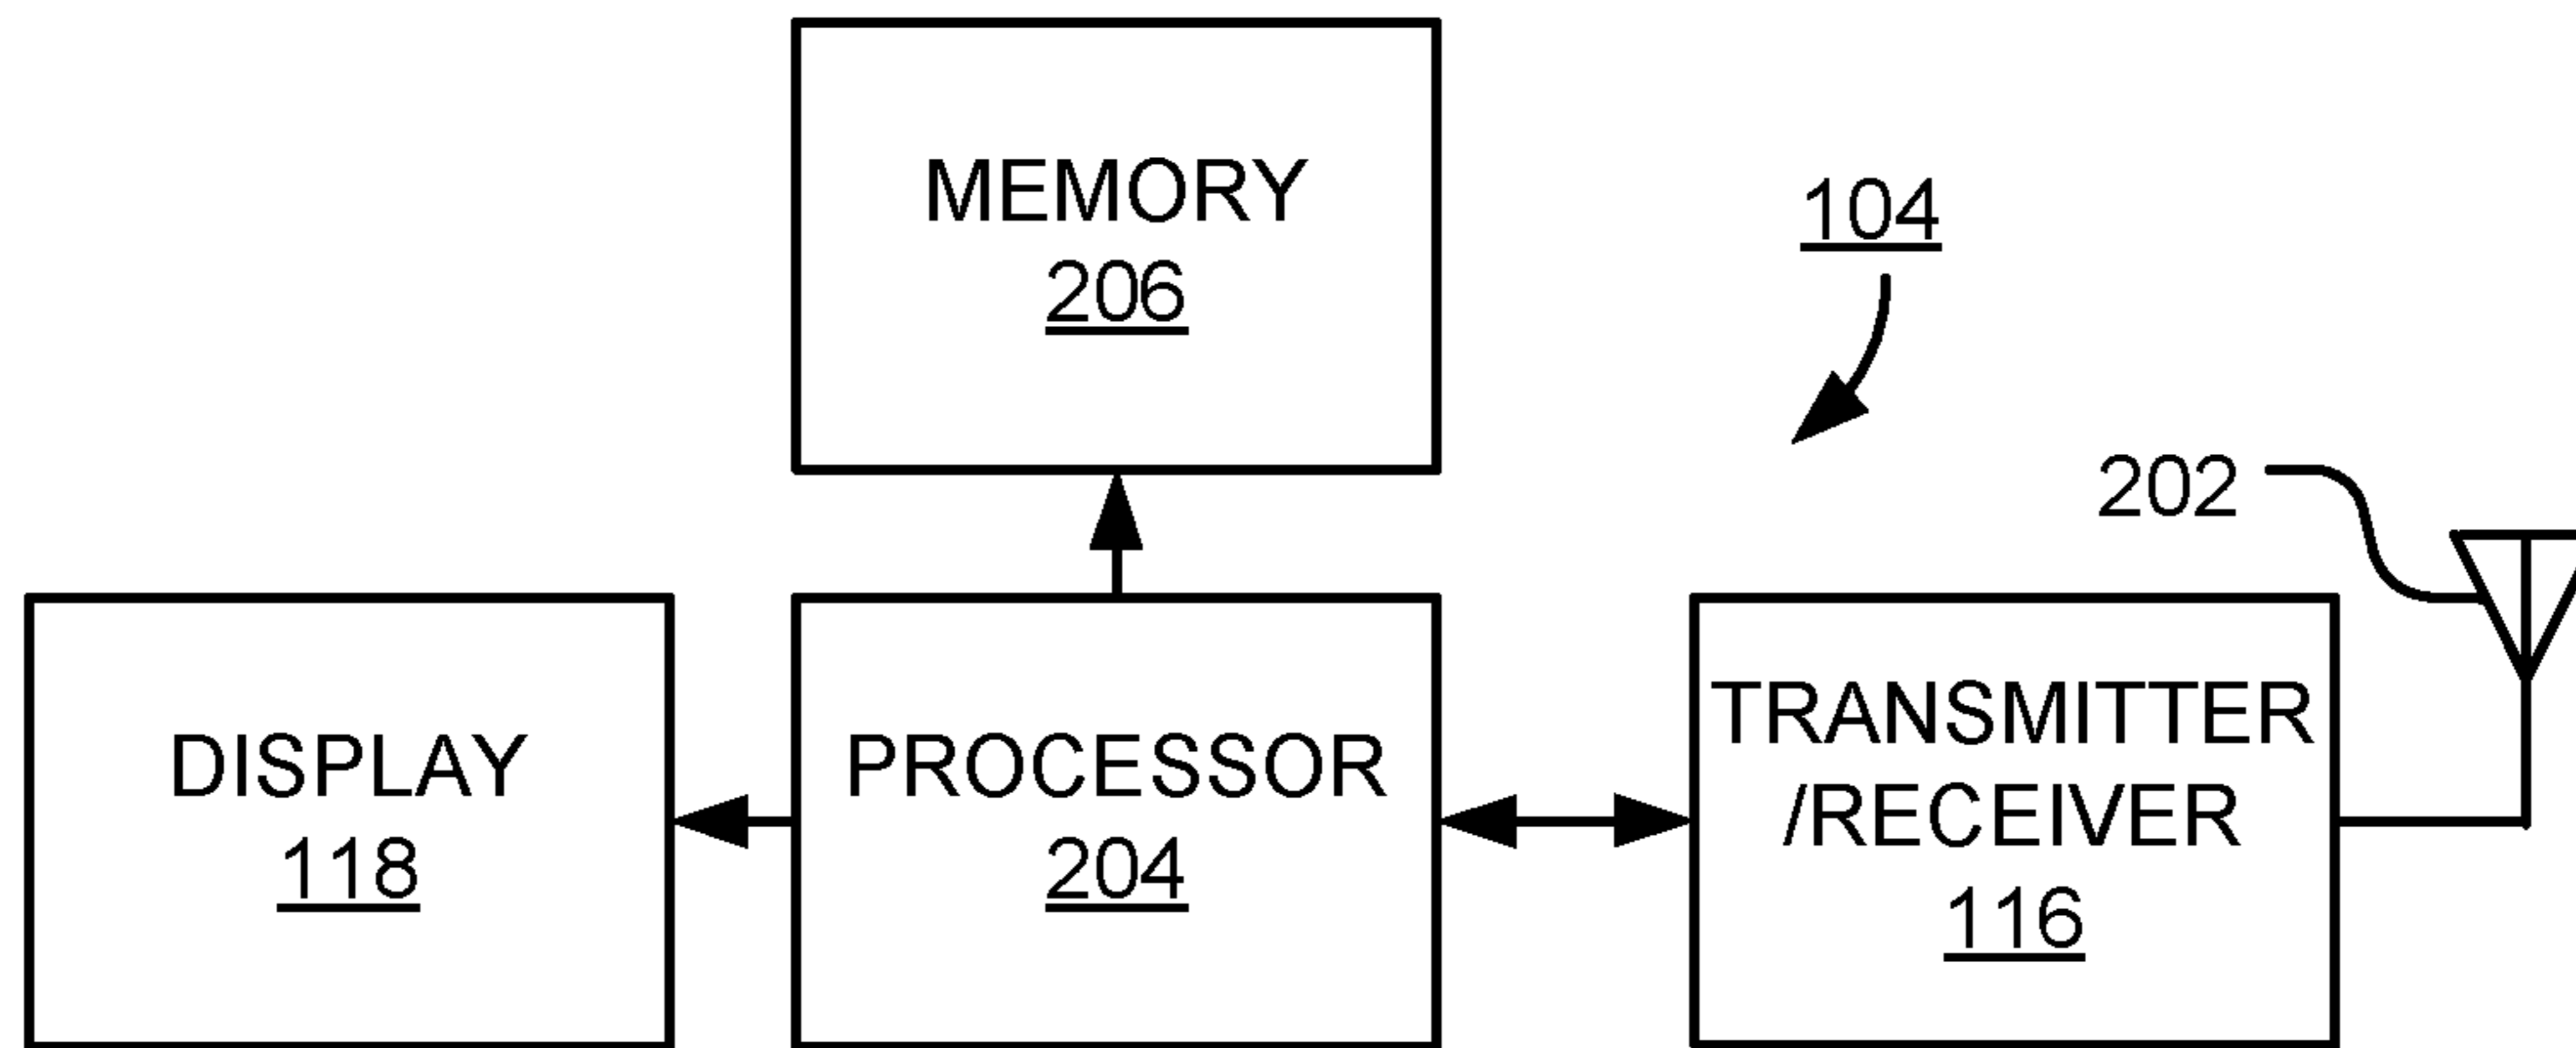 MEMORY
206
104
202
DISPLAY
118
PROCESSOR
204
TRANSMITTER
/RECEIVER
116